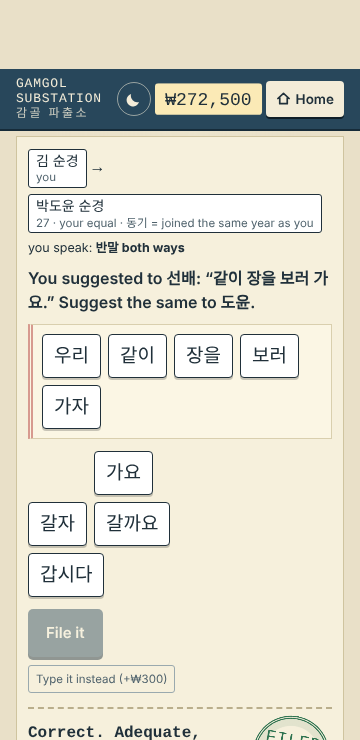 GAMGOL
SUBSTATION
감골 파출소
₩272,500
Home
김 순경
you
→
박도윤 순경
27 · your equal · 동기 = joined the same year as you
you speak: 반말 both ways
You suggested to 선배: “같이 장을 보러 가
요.” Suggest the same to 도윤.
우리 같이 장을 보러
가자
가요
갈자 갈까요
갑시다
File it
Type it instead (+₩300)
Correct. Adequate,